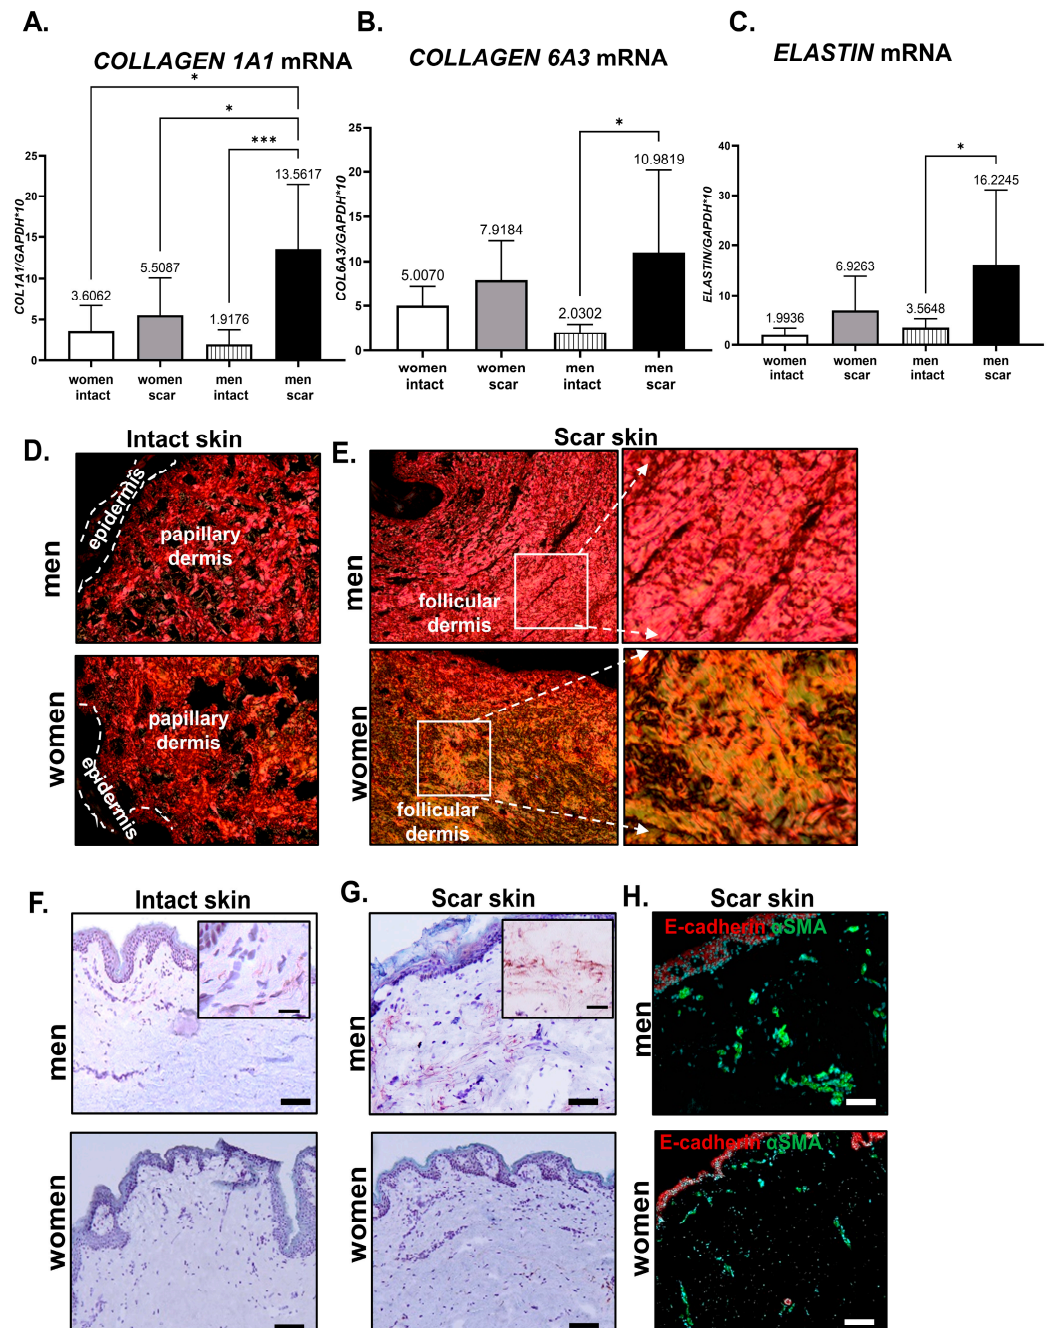 A.
COLLAGEN 1A1 mRNA
*
*
***
COL1A1/GAPDH*10
25
20
15
10
5
0
3.6062
5.5087
1.9176
13.5617
women intact
women scar
men intact
men scar
B.
COLLAGEN 6A3 mRNA
*
COL6A3/GAPDH*10
25
20
15
10
5
0
5.0070
7.9184
2.0302
10.9819
women intact
women scar
men intact
men scar
C.
ELASTIN mRNA
*
ELASTIN/GAPDH*10
40
30
20
10
0
1.9936
6.9263
3.5648
16.2245
women intact
women scar
men intact
men scar
D.
Intact skin
men
epidermis
papillary
dermis
women
papillary
dermis
epidermis
E.
Scar skin
men
follicular
dermis
women
follicular
dermis
F.
Intact skin
men
women
G.
Scar skin
men
women
H.
Scar skin
men
E-cadherin αSMA
women
E-cadherin αSMA